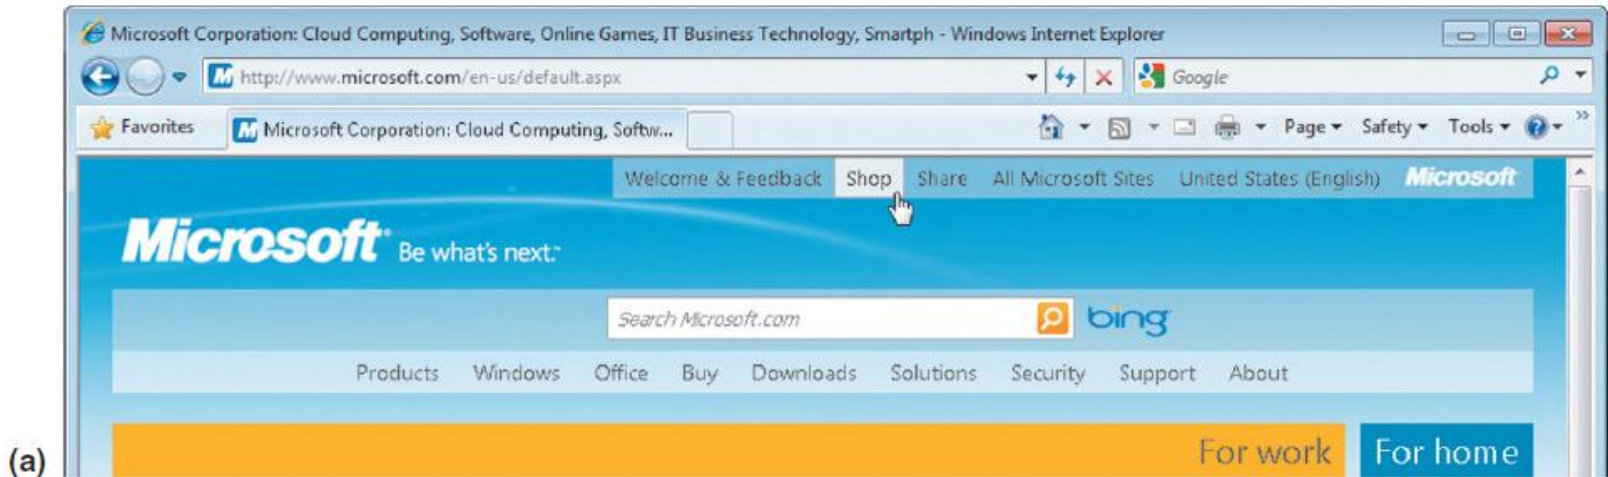 Microsoft Corporation: Cloud Computing, Software, Online Games, IT Business Technology, Smartph - Windows Internet Explorer
http://www.microsoft.com/en-us/default.aspx Google
Favorites Microsoft Corporation: Cloud Computing, Softw... Page Safety Tools
Welcome & Feedback Shop Share All Microsoft Sites United States (English) Microsoft
Microsoft Be what's next.™
Search Microsoft.com bing
Products Windows Office Buy Downloads Solutions Security Support About
(a) For work For home